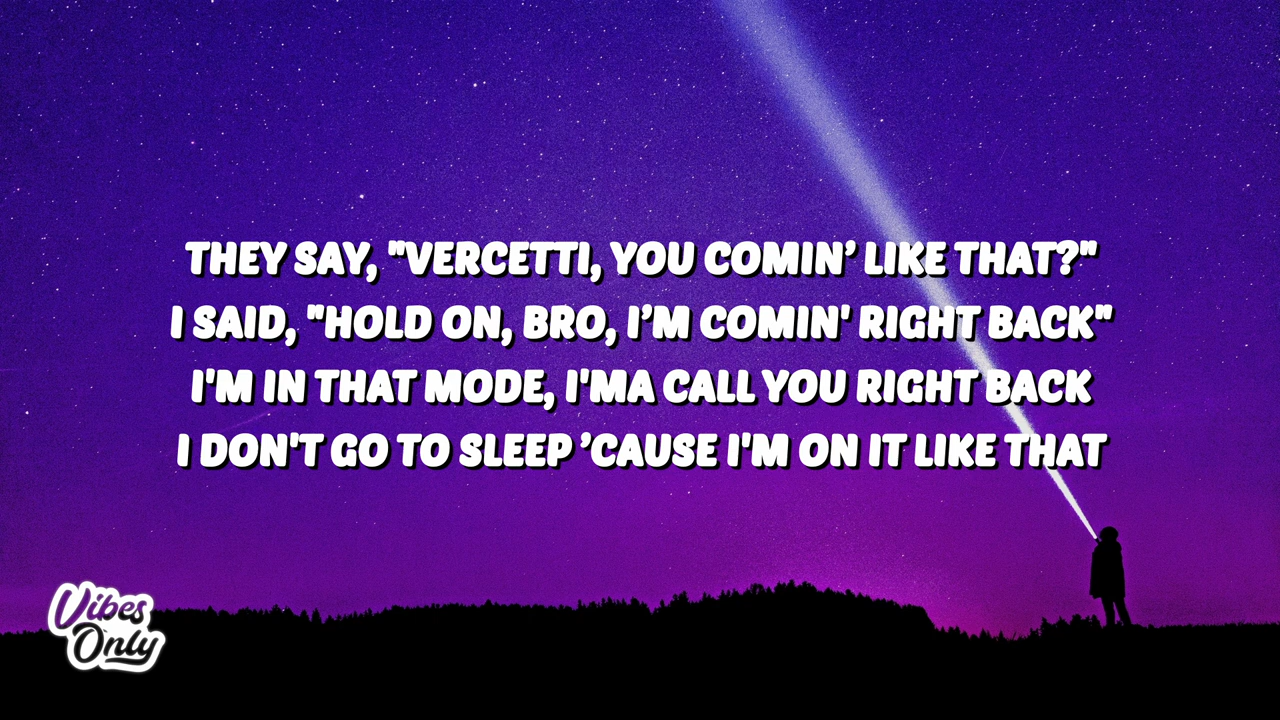 THEY SAY, "VERCETTI, YOU COMIN’ LIKE THAT?"
I SAID, "HOLD ON, BRO, I’M COMIN' RIGHT BACK"
I'M IN THAT MODE, I'MA CALL YOU RIGHT BACK
I DON'T GO TO SLEEP ’CAUSE I'M ON IT LIKE THAT
Vibes
Only